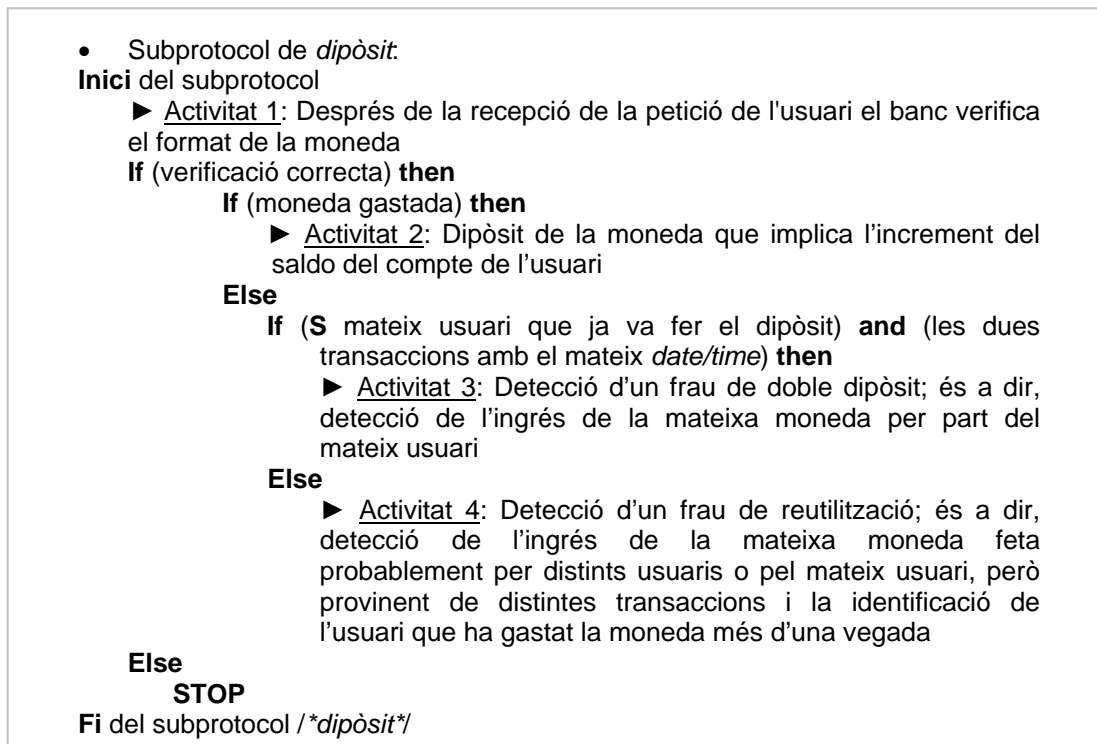 • Subprotocol de dipòsit:
Inici del subprotocol
► Activitat 1: Després de la recepció de la petició de l'usuari el banc verifica
el format de la moneda
If (verificació correcta) then
If (moneda gastada) then
► Activitat 2: Dipòsit de la moneda que implica l’increment del
saldo del compte de l’usuari
Else
If (S mateix usuari que ja va fer el dipòsit) and (les dues
transaccions amb el mateix date/time) then
► Activitat 3: Detecció d’un frau de doble dipòsit; és a dir,
detecció de l’ingrés de la mateixa moneda per part del
mateix usuari
Else
► Activitat 4: Detecció d’un frau de reutilització; és a dir,
detecció de l’ingrés de la mateixa moneda feta
probablement per distints usuaris o pel mateix usuari, però
provinent de distintes transaccions i la identificació de
l’usuari que ha gastat la moneda més d’una vegada
Else
STOP
Fi del subprotocol /*dipòsit*/